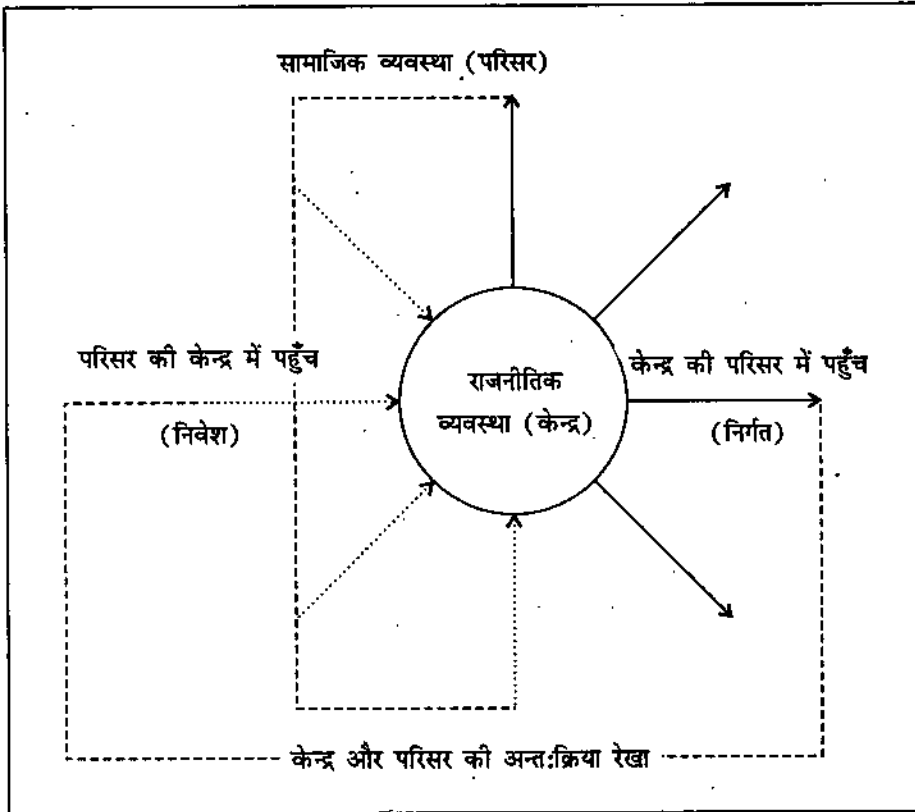 सामाजिक व्यवस्था (परिसर)
परिसर की केन्द्र में पहुँच
केन्द्र की परिसर में पहुँच
राजनीतिक
व्यवस्था (केन्द्र)
(निवेश)
(निर्गत)
केन्द्र और परिसर की अन्त:क्रिया रेखा